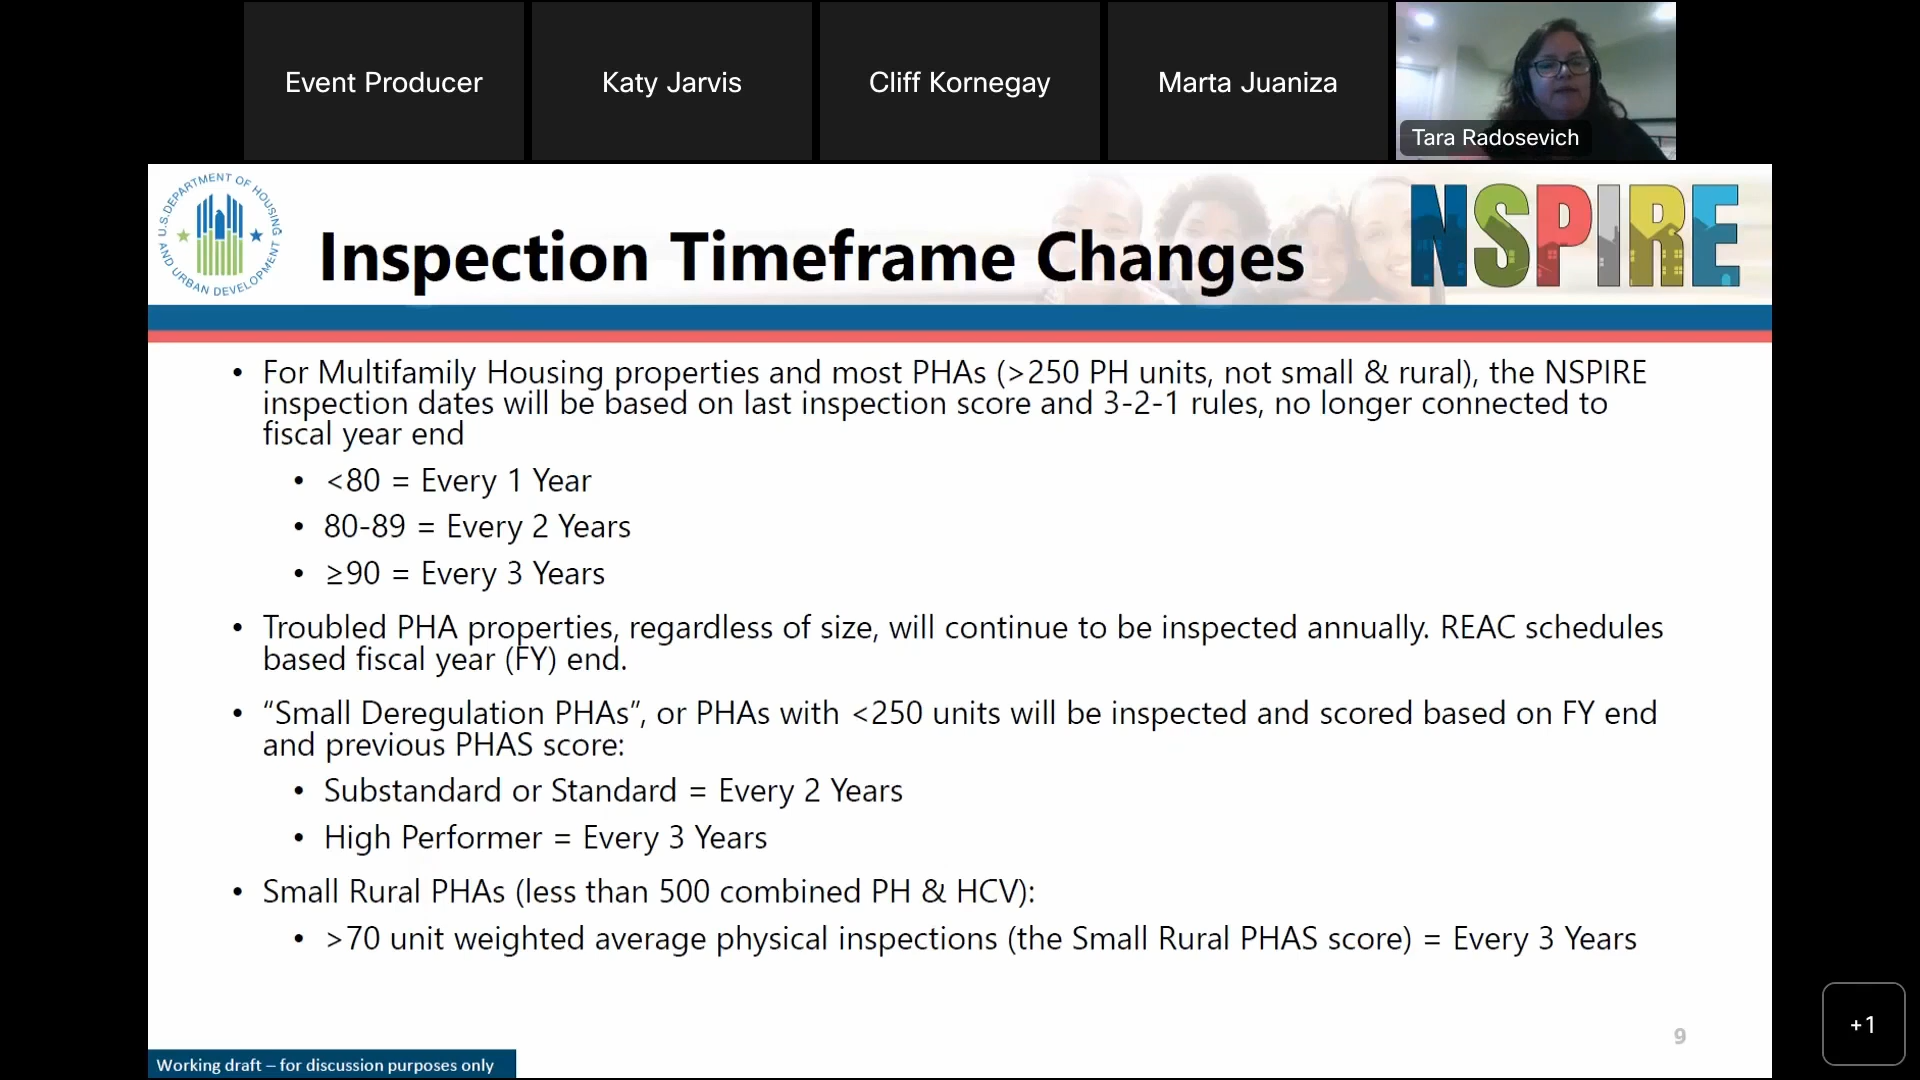 Event Producer
Katy Jarvis
Cliff Kornegay
Marta Juaniza
Tara Radosevich
U.S. DEPARTMENT OF HOUSING
AND URBAN DEVELOPMENT
Inspection Timeframe Changes
NSPIRE
• For Multifamily Housing properties and most PHAs (>250 PH units, not small & rural), the NSPIRE
inspection dates will be based on last inspection score and 3-2-1 rules, no longer connected to
fiscal year end
• <80 = Every 1 Year
• 80-89 = Every 2 Years
• ≥90 = Every 3 Years
• Troubled PHA properties, regardless of size, will continue to be inspected annually. REAC schedules
based fiscal year (FY) end.
• “Small Deregulation PHAs”, or PHAs with <250 units will be inspected and scored based on FY end
and previous PHAS score:
• Substandard or Standard = Every 2 Years
• High Performer = Every 3 Years
• Small Rural PHAs (less than 500 combined PH & HCV):
• >70 unit weighted average physical inspections (the Small Rural PHAS score) = Every 3 Years
9
Working draft – for discussion purposes only
+1